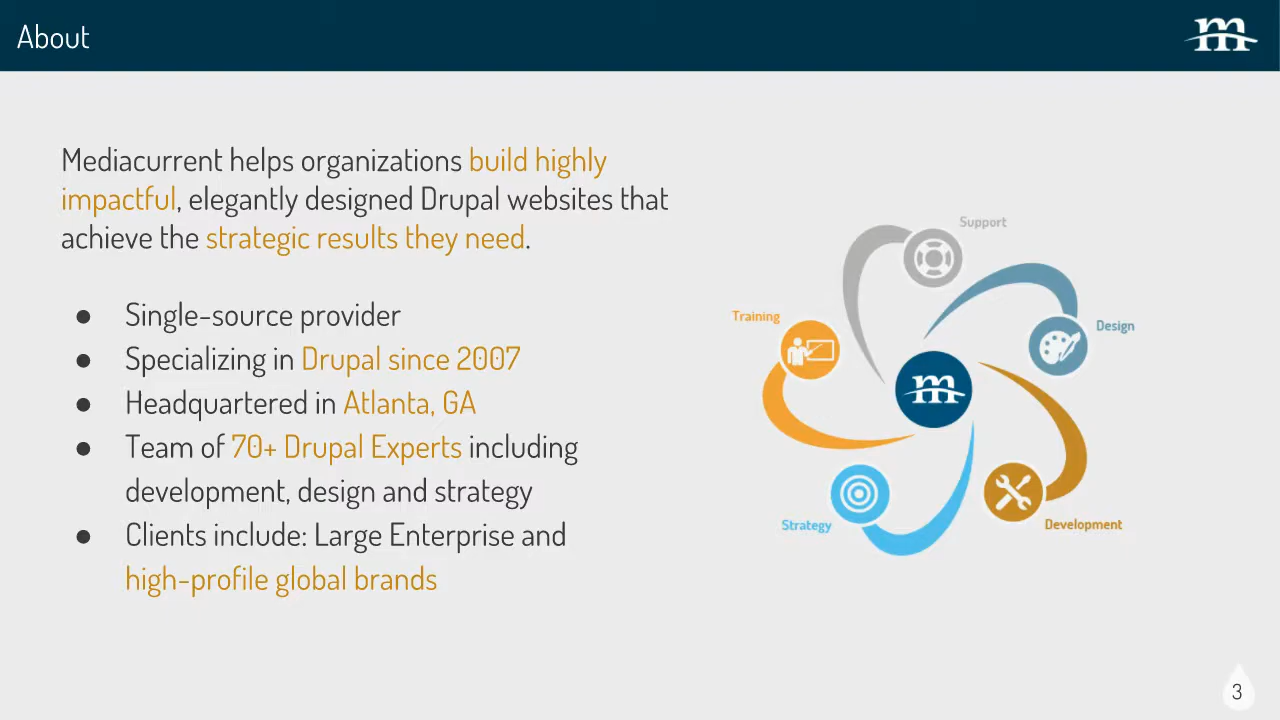 About
m
Mediacurrent helps organizations build highly
impactful, elegantly designed Drupal websites that
achieve the strategic results they need.
● Single-source provider
● Specializing in Drupal since 2007
● Headquartered in Atlanta, GA
● Team of 70+ Drupal Experts including
development, design and strategy
● Clients include: Large Enterprise and
high-profile global brands
Support
Training
Design
m
Strategy
Development
3